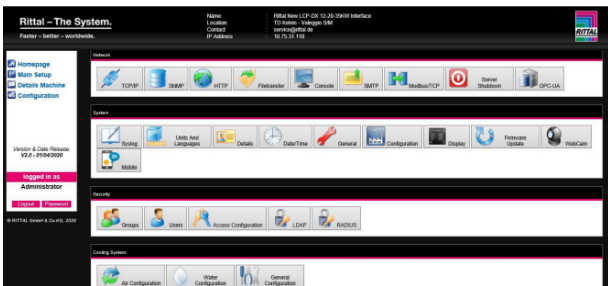 Rittal – The System.
Faster – better – worldwide.
Name : Rittal New LCP-DX 12-20-35KW Interface
Location : TD Kelvin - Valeggio S/M
Contact : service@rittal.de
IP Address : 10.75.31.110
RITTAL
Homepage
Main Setup
Details Machine
Configuration
Version & Date Release:
V2.0 - 01/04/2020
logged in as
Administrator
Logout Password
© RITTAL GmbH & Co.KG, 2020
Network
TCP/IP SNMP HTTP Filetransfer Console SMTP Modbus/TCP Server Shutdown OPC-UA
System
Syslog Units And Languages Details Date/Time General Configuration Display Firmware Update WebCam
Mobile
Security
Groups Users Access Configuration LDAP RADIUS
Cooling System
Air Configuration Water Configuration General Configuration